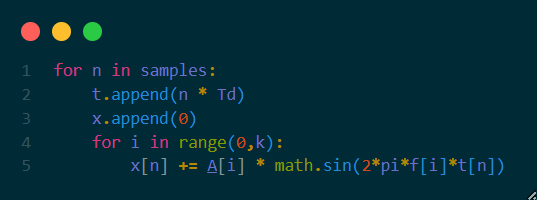 1 for n in samples:
2     t.append(n * Td)
3     x.append(0)
4     for i in range(0,k):
5         x[n] += A[i] * math.sin(2*pi*f[i]*t[n])